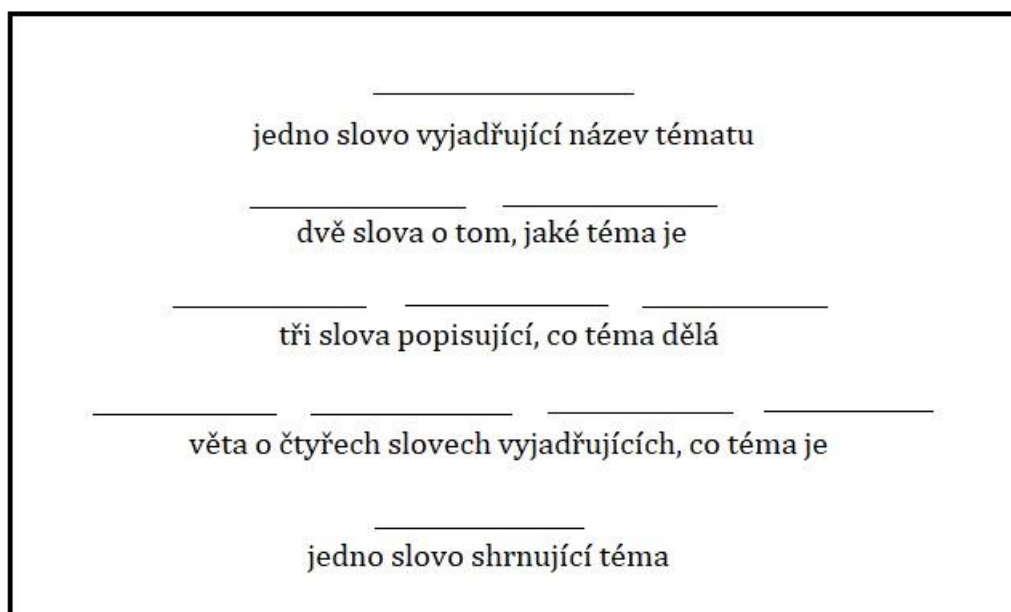 jedno slovo vyjadřující název tématu
dvě slova o tom, jaké téma je
tři slova popisující, co téma dělá
věta o čtyřech slovech vyjadřujících, co téma je
jedno slovo shrnující téma